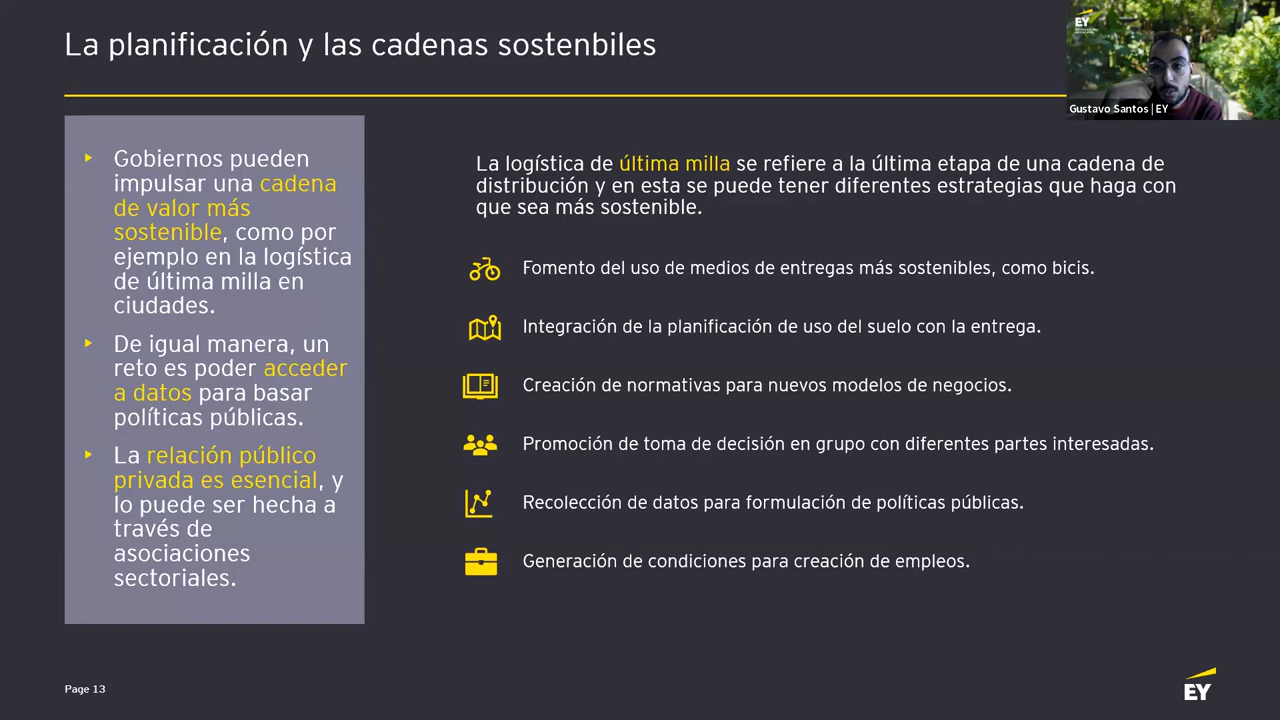 La planificación y las cadenas sostenbiles
EY
Gustavo Santos | EY
Gobiernos pueden
impulsar una cadena
de valor más
sostenible, como por
ejemplo en la logística
de última milla en
ciudades.
De igual manera, un
reto es poder acceder
a datos para basar
políticas públicas.
La relación público
privada es esencial, y
lo puede ser hecha a
través de
asociaciones
sectoriales.
La logística de última milla se refiere a la última etapa de una cadena de
distribución y en esta se puede tener diferentes estrategias que haga con
que sea más sostenible.
Fomento del uso de medios de entregas más sostenibles, como bicis.
Integración de la planificación de uso del suelo con la entrega.
Creación de normativas para nuevos modelos de negocios.
Promoción de toma de decisión en grupo con diferentes partes interesadas.
Recolección de datos para formulación de políticas públicas.
Generación de condiciones para creación de empleos.
Page 13
EY